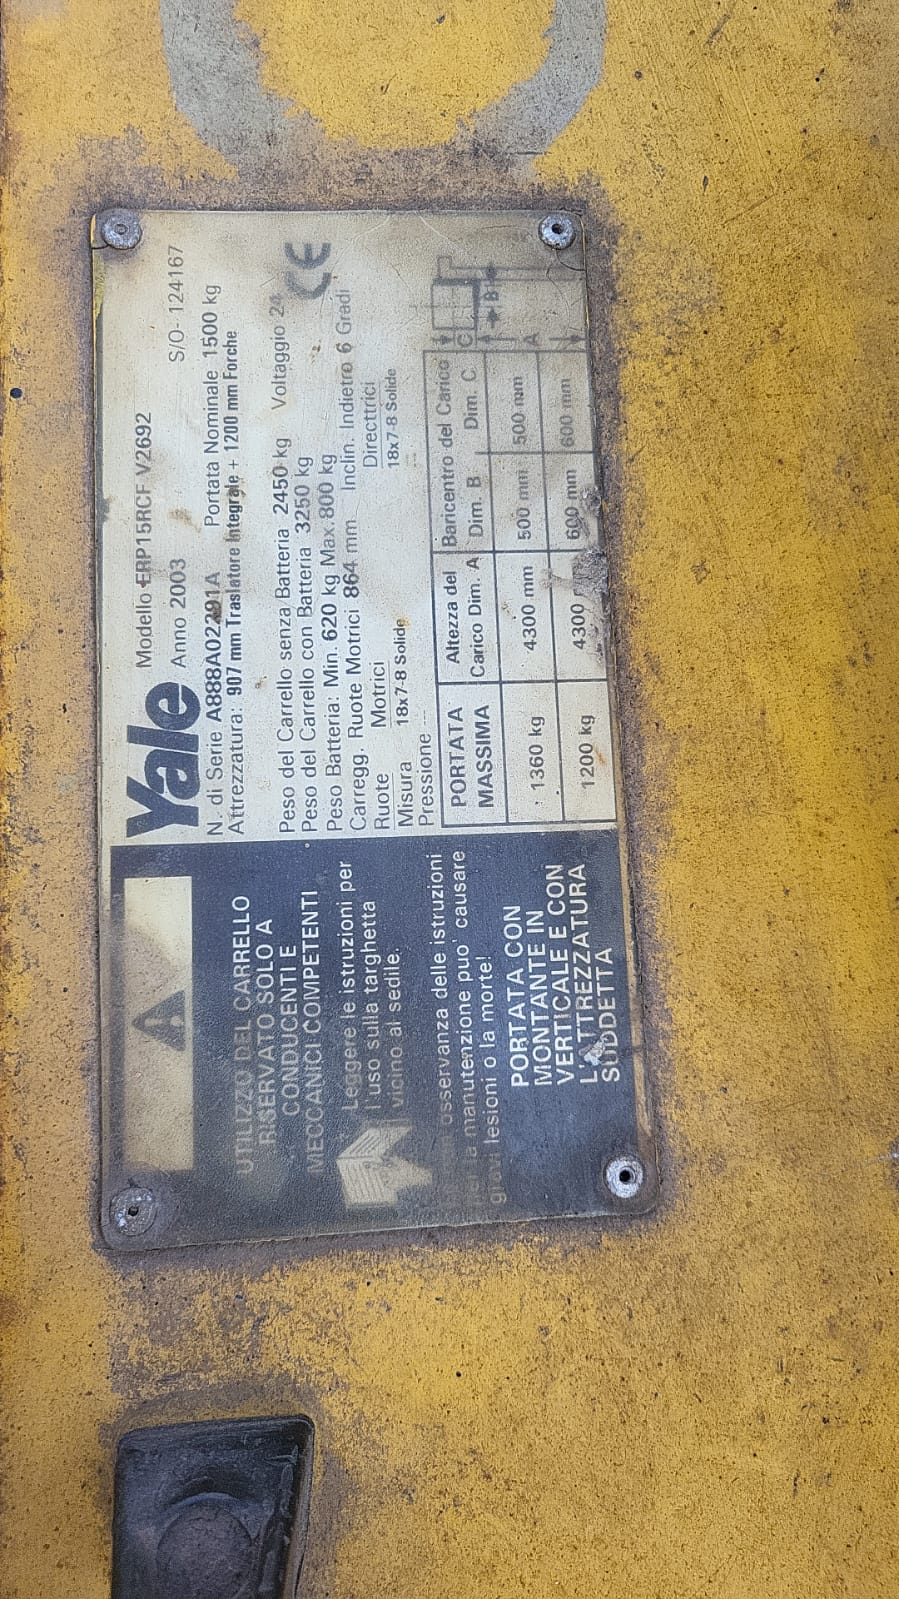 Yale
Modello ERP15RCF V2692
Anno 2003 S/O- 124167
N. di Serie A888A02291A Portata Nominale 1500 kg
Attrezzatura: 907 mm Traslatore Integrale + 1200 mm Forche
Peso del Carrello senza Batteria 2450 kg Voltaggio 24
Peso del Carrello con Batteria 3250 kg CE
Peso Batteria: Min. 620 kg Max. 800 kg
Carregg. Ruote Motrici 864 mm Inclin. Indietro 6 Gradi
Ruote Motrici Directtrici
Misura 18x7-8 Solide 18x7-8 Solide
Pressione --
PORTATA MASSIMA
Altezza del Carico Dim. A
Baricentro del Carico
Dim. B Dim. C
1360 kg 4300 mm 500 mm 500 mm
1200 kg 4300 600 mm 600 mm
C
B
A
UTILIZZO DEL CARRELLO
RISERVATO SOLO A
CONDUCENTI E
MECCANICI COMPETENTI
Leggere le istruzioni per
l'uso sulla targhetta
vicino al sedile.
osservanza delle istruzioni
la manutenzione puo' causare
gravi lesioni o la morte!
PORTATA CON
MONTANTE IN
VERTICALE E CON
L'ATTREZZATURA
SUDDETTA